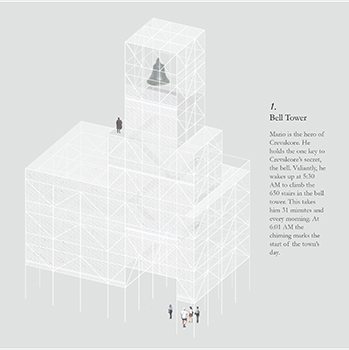 1.
Bell Tower
Mario is the hero of
Crevalcore. He
holds the one key to
Crevalcore's secret,
the bell. Valiantly, he
wakes up at 5:30
AM to climb the
650 stairs in the bell
tower. This takes
him 31 minutes and
every morning. At
6:01 AM the
chiming marks the
start of the town's
day.